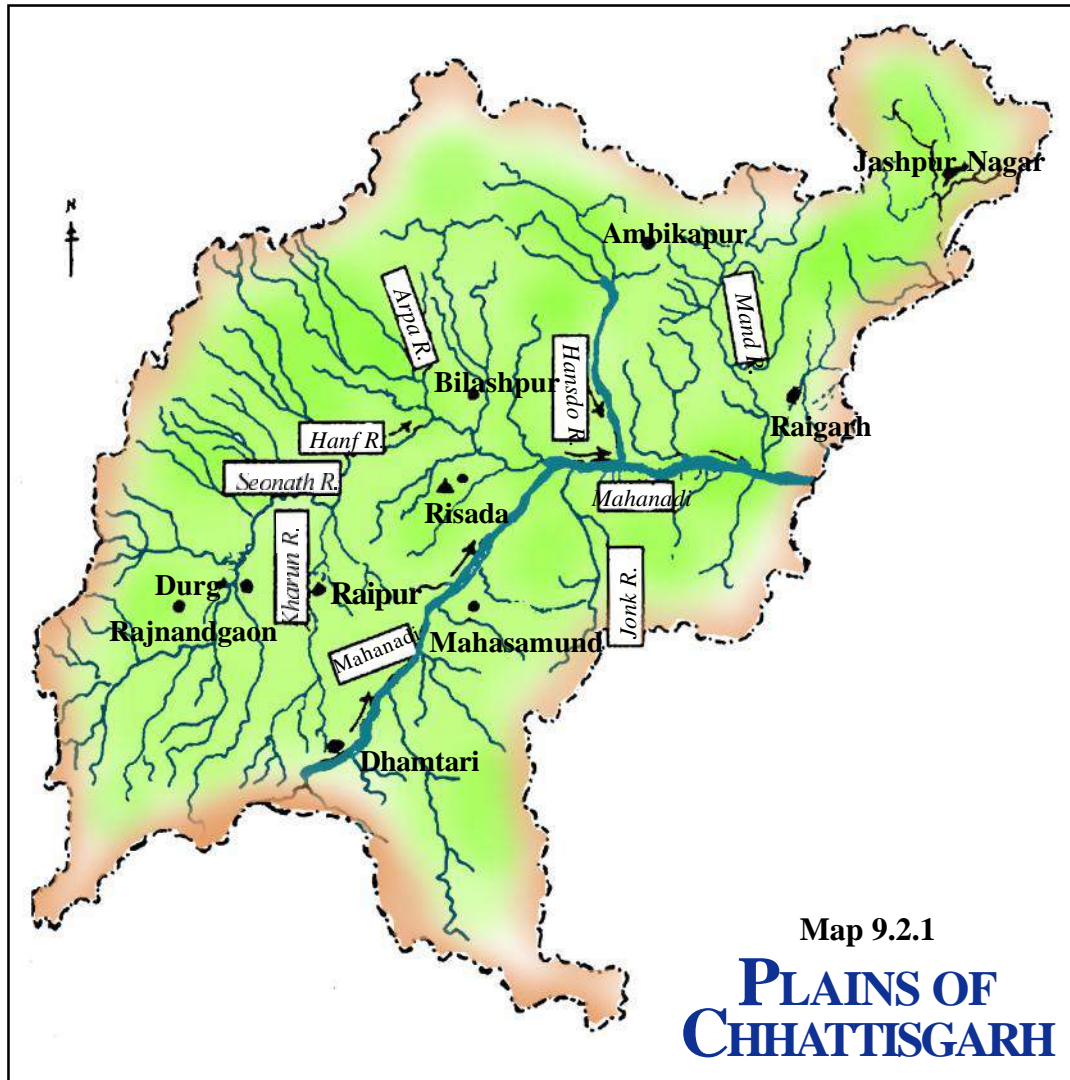 Jashpur Nagar
N
Ambikapur
Arpa R.
Mand R.
Hansdo R.
Bilashpur
Raigarh
Hanf R.
Seonath R.
Mahanadi
Risada
Kharun R.
Jonk R.
Durg
Raipur
Rajnandgaon
Mahanadi
Mahasamund
Dhamtari
Map 9.2.1
PLAINS OF
CHHATTISGARH